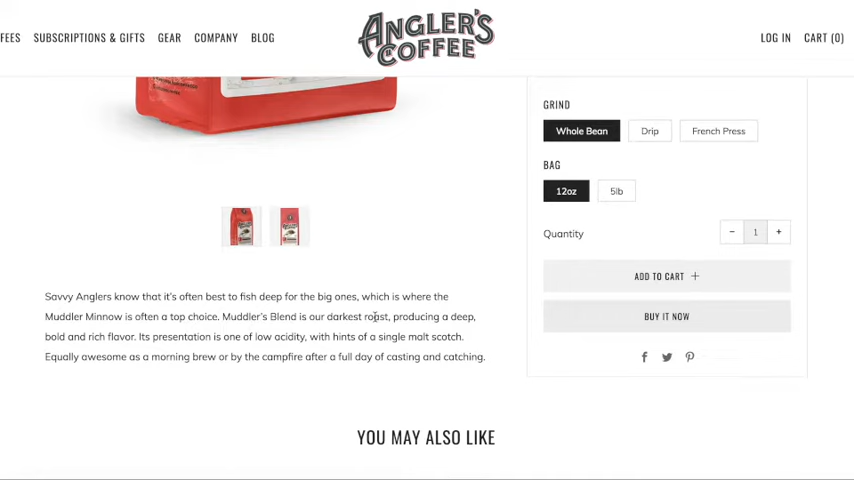 FEES SUBSCRIPTIONS & GIFTS GEAR COMPANY BLOG
ANGLER'S
COFFEE
LOG IN CART (0)
GRIND
Whole Bean Drip French Press
BAG
12oz 5lb
Quantity − 1 +
ADD TO CART +
BUY IT NOW
Savvy Anglers know that it's often best to fish deep for the big ones, which is where the
Muddler Minnow is often a top choice. Muddler's Blend is our darkest roast, producing a deep,
bold and rich flavor. Its presentation is one of low acidity, with hints of a single malt scotch.
Equally awesome as a morning brew or by the campfire after a full day of casting and catching.
YOU MAY ALSO LIKE